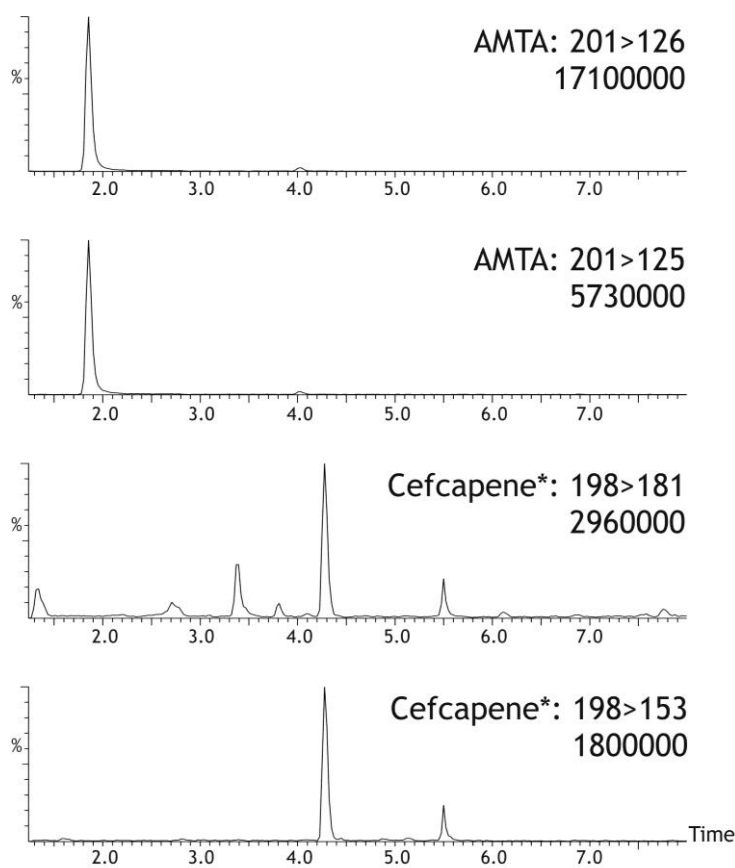 AMTA: 201>126
17100000
%
2.0 3.0 4.0 5.0 6.0 7.0
AMTA: 201>125
5730000
%
2.0 3.0 4.0 5.0 6.0 7.0
Cefcapene*: 198>181
2960000
%
2.0 3.0 4.0 5.0 6.0 7.0
Cefcapene*: 198>153
1800000
%
Time
2.0 3.0 4.0 5.0 6.0 7.0